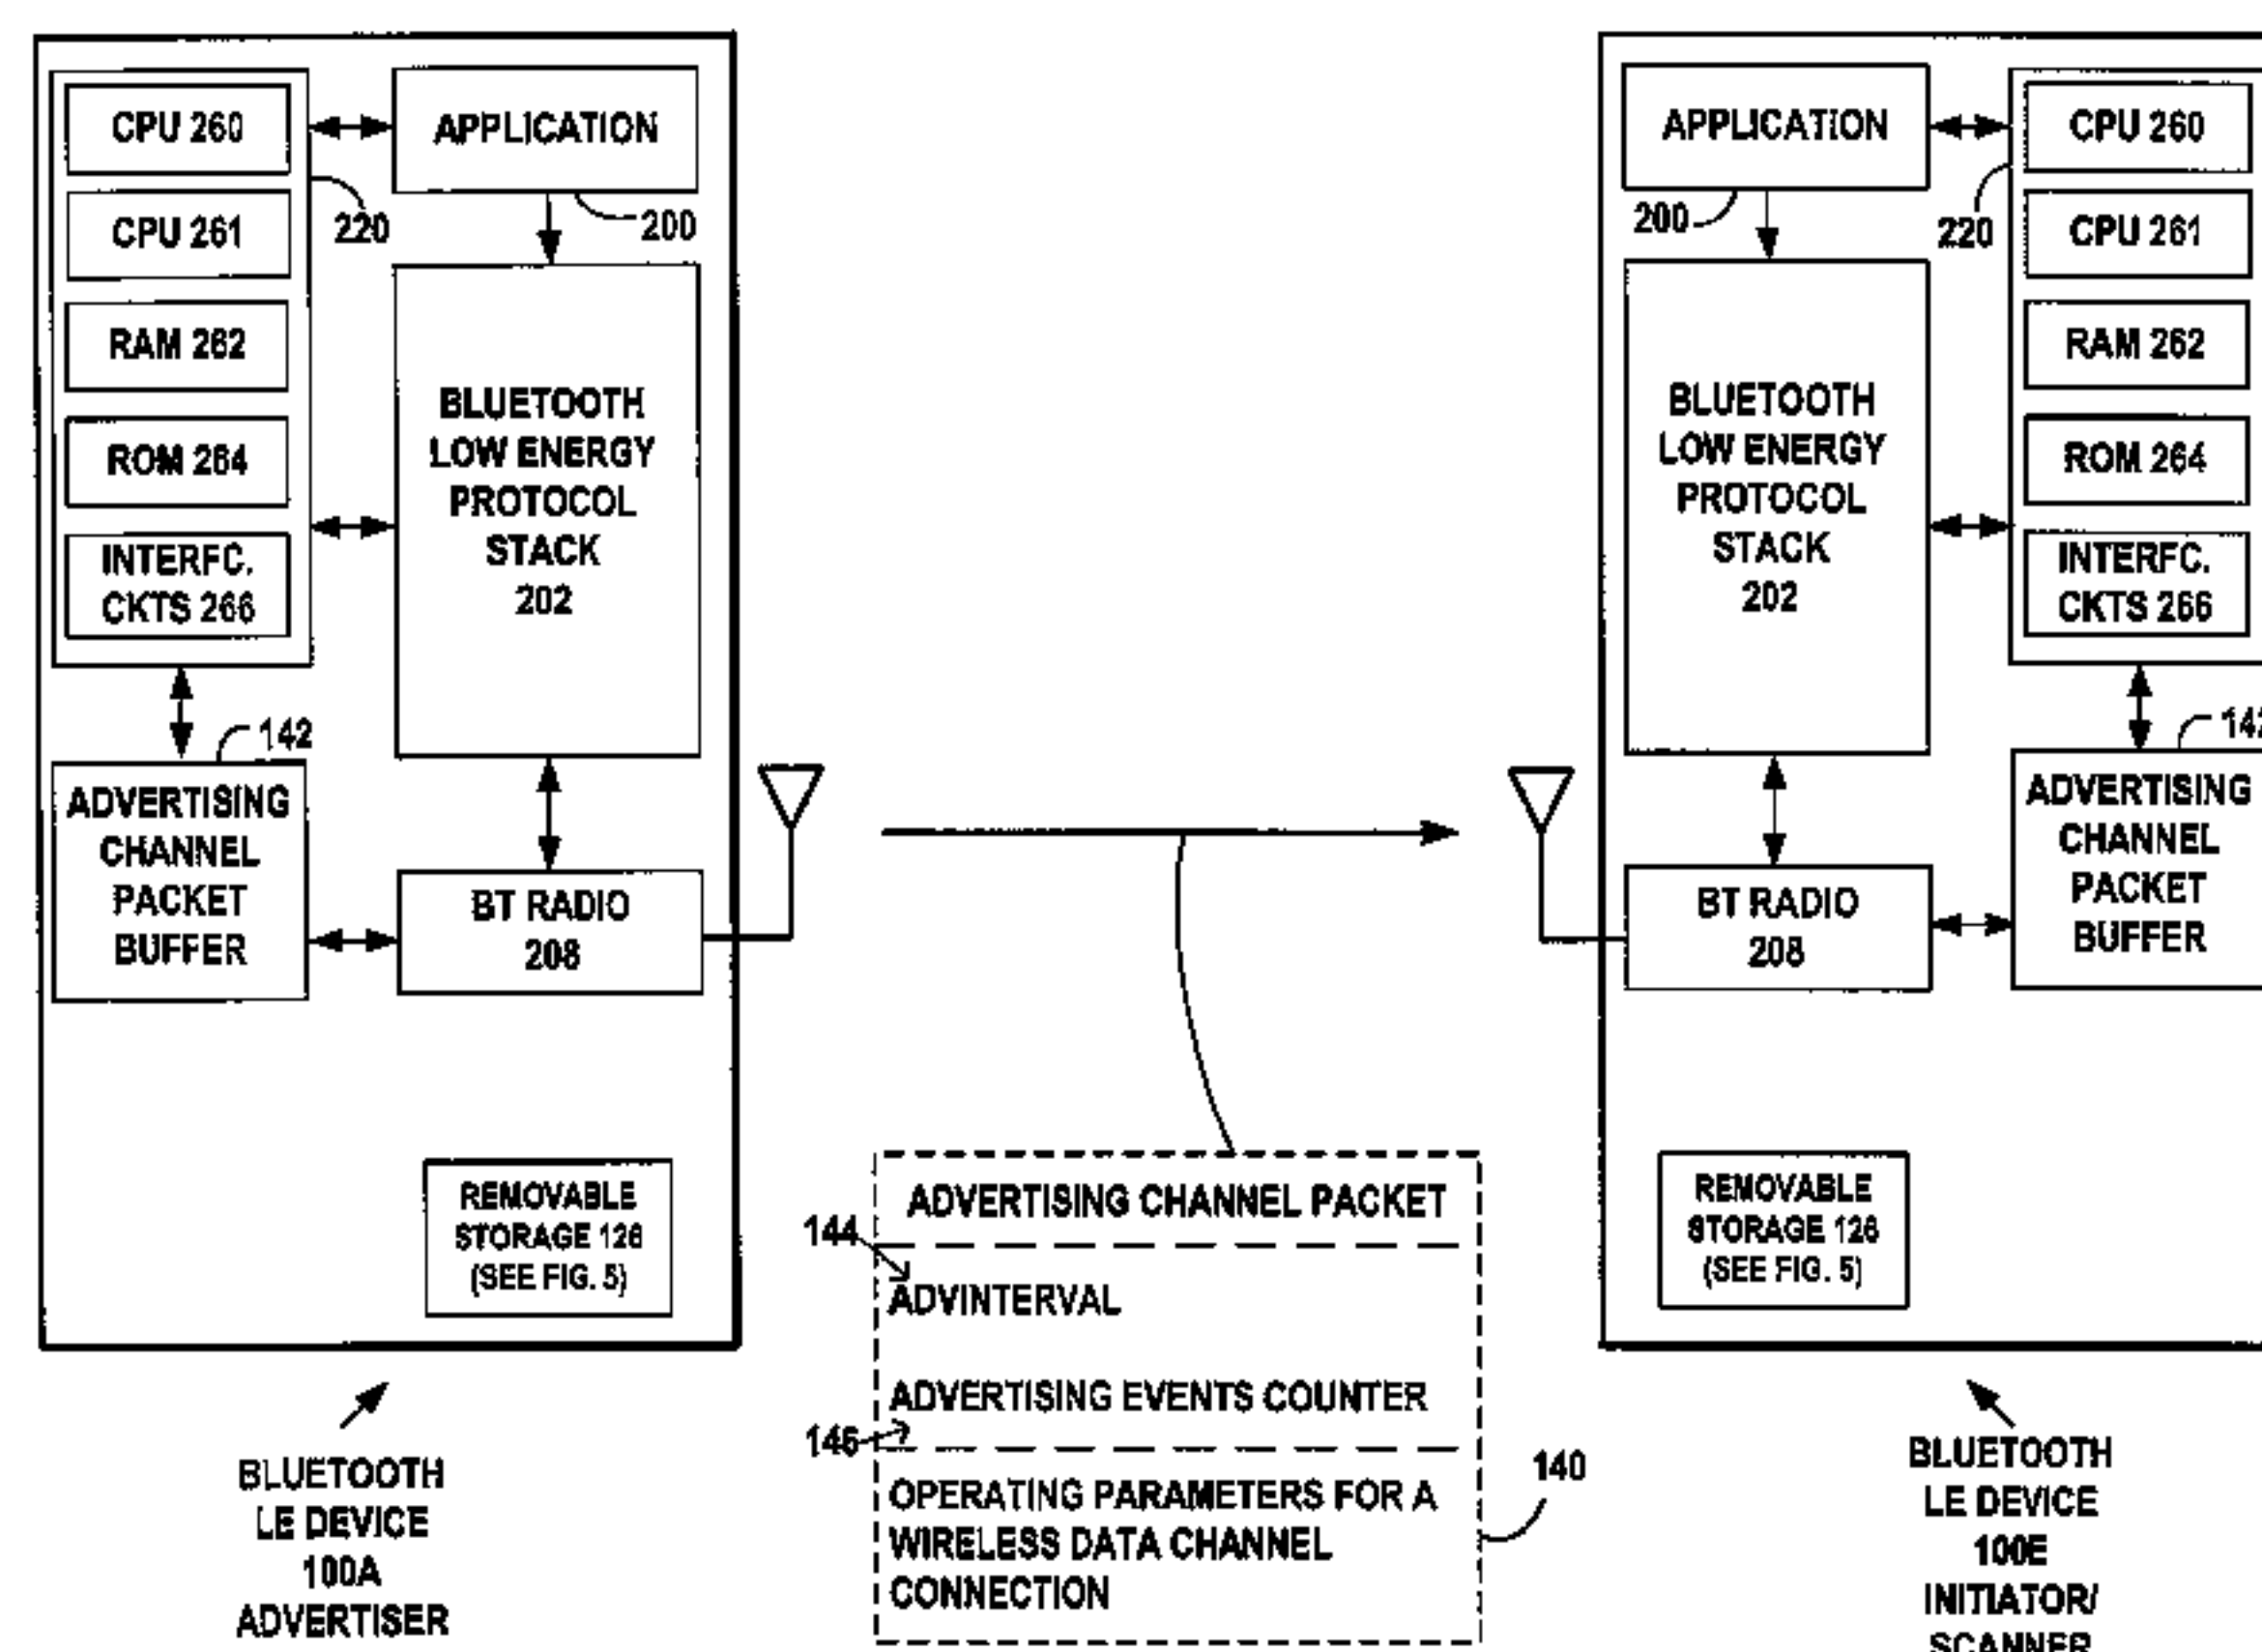 CPU 260
CPU 261
RAM 262
ROM 264
INTERFC.
CKTS 266
220
APPLICATION
200
BLUETOOTH
LOW ENERGY
PROTOCOL
STACK
202
142
ADVERTISING
CHANNEL
PACKET
BUFFER
BT RADIO
208
REMOVABLE
STORAGE 126
(SEE FIG. 5)
BLUETOOTH
LE DEVICE
100A
ADVERTISER
ADVERTISING CHANNEL PACKET
144
ADVINTERVAL
ADVERTISING EVENTS COUNTER
146
OPERATING PARAMETERS FOR A
WIRELESS DATA CHANNEL
CONNECTION
140
APPLICATION
200
220
CPU 260
CPU 261
RAM 262
ROM 264
INTERFC.
CKTS 266
BLUETOOTH
LOW ENERGY
PROTOCOL
STACK
202
142
ADVERTISING
CHANNEL
PACKET
BUFFER
BT RADIO
208
REMOVABLE
STORAGE 126
(SEE FIG. 5)
BLUETOOTH
LE DEVICE
100E
INITIATOR/
SCANNER